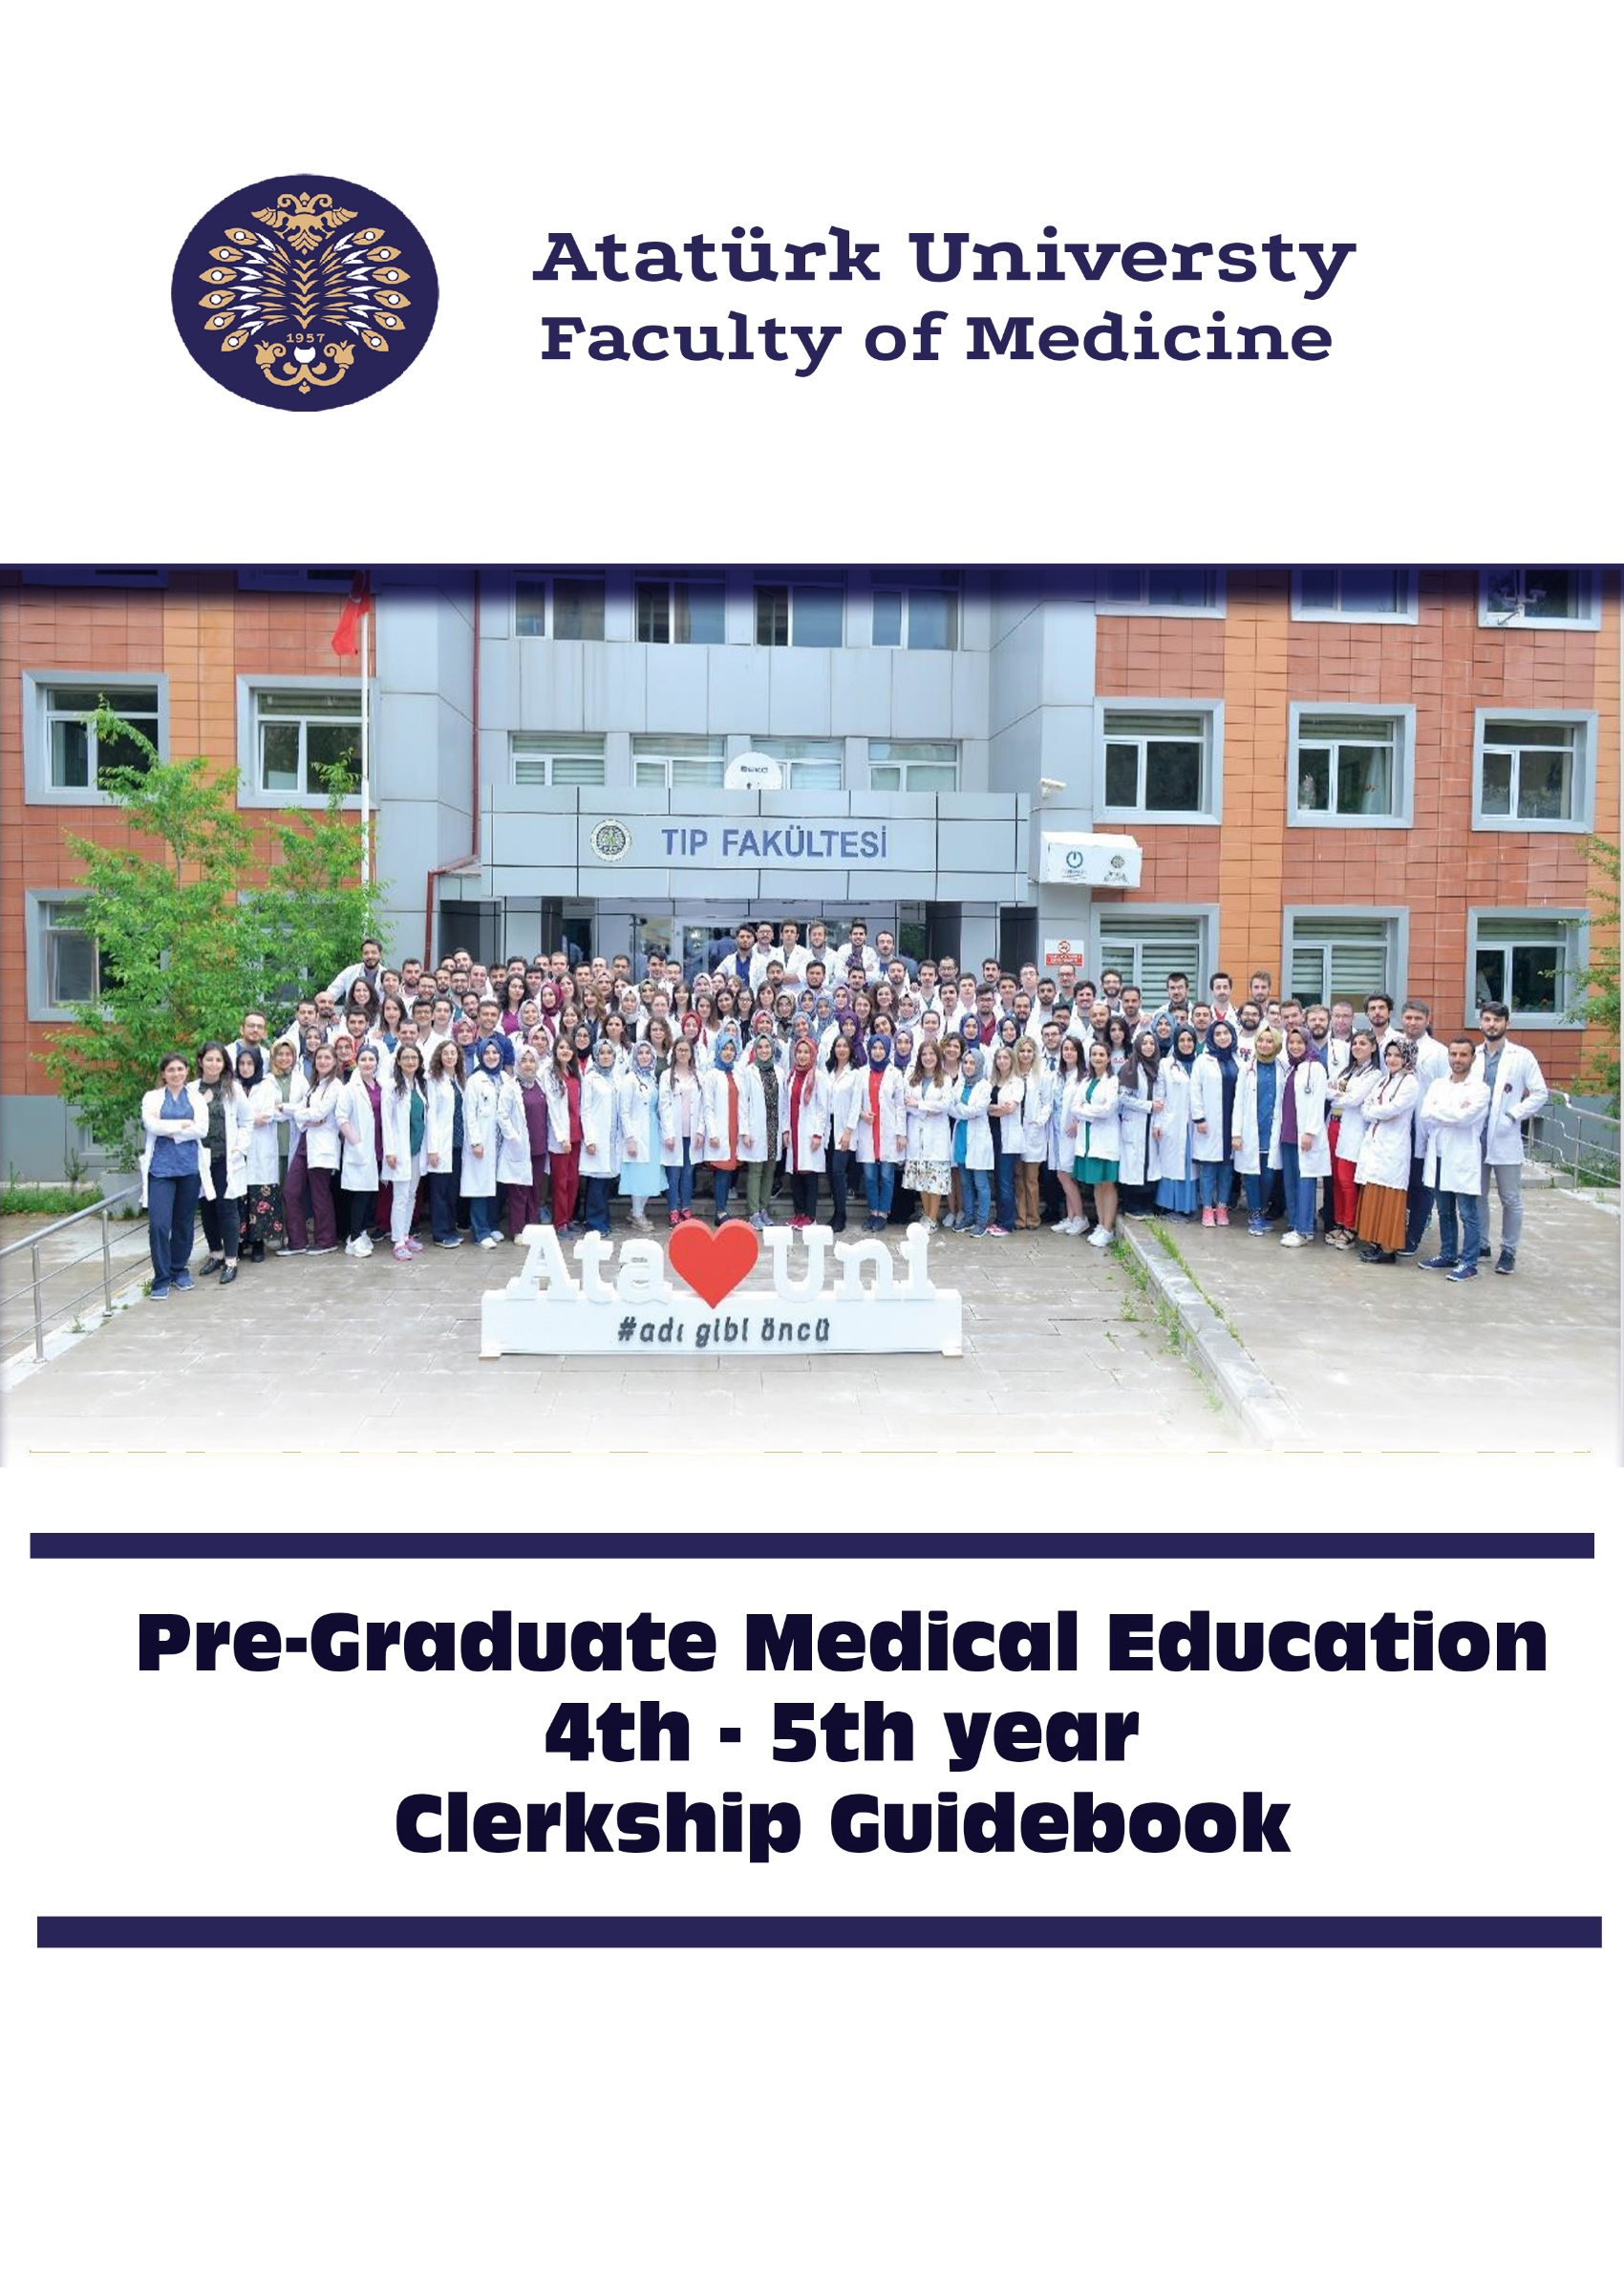 1957
Atatürk Universty
Faculty of Medicine
BEKO
TIP FAKÜLTESİ
Ata Uni
#adı gibi öncü
Pre-Graduate Medical Education
4th - 5th year
Clerkship Guidebook